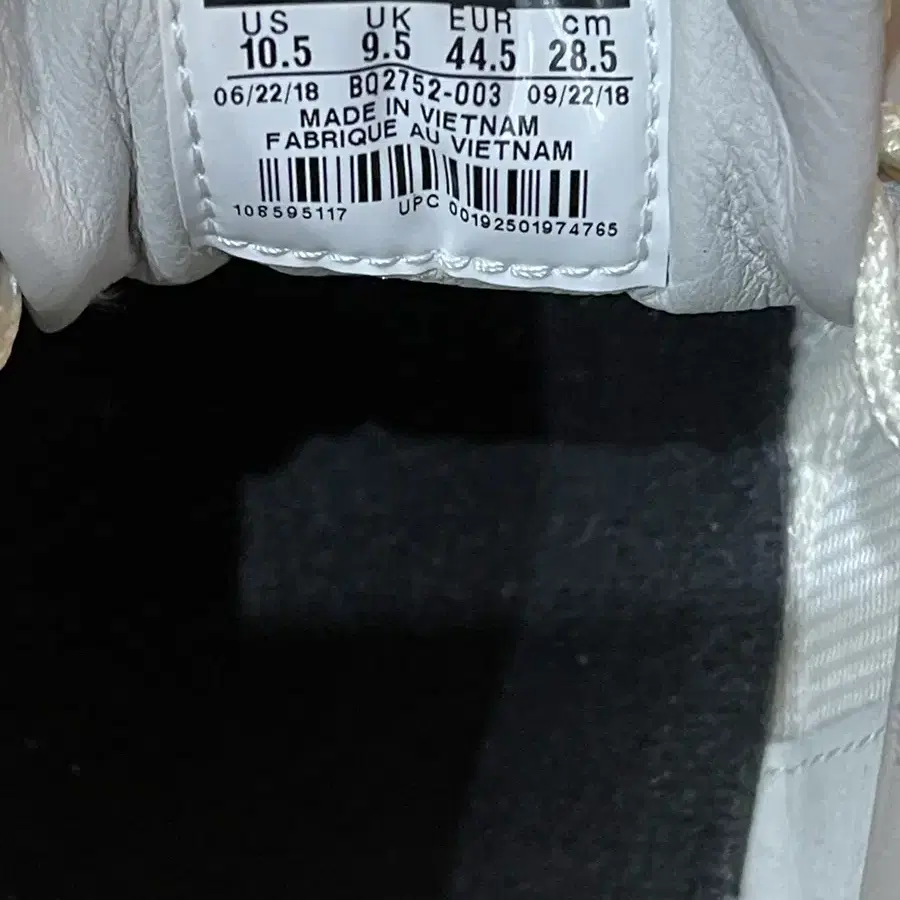 US UK EUR cm
10.5 9.5 44.5 28.5
06/22/18 BQ2752-003 09/22/18
MADE IN VIETNAM
FABRIQUE AU VIETNAM
108595117 UPC 00192501974765